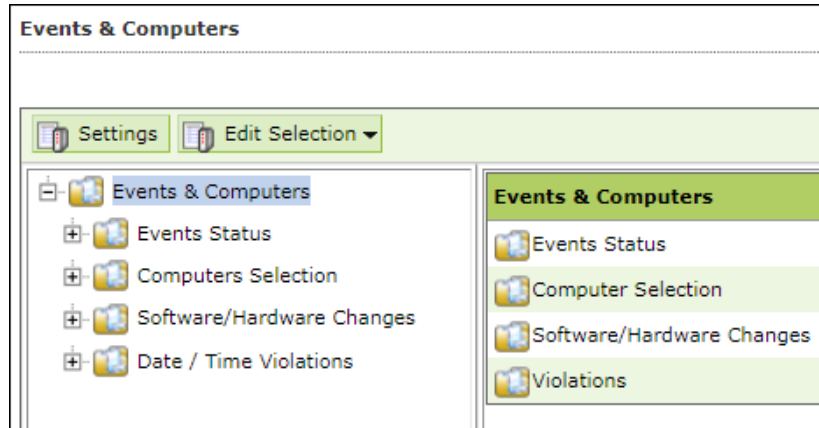 Events & Computers
Settings
Edit Selection
Events & Computers
Events Status
Computers Selection
Software/Hardware Changes
Date / Time Violations
Events & Computers
Events Status
Computer Selection
Software/Hardware Changes
Violations